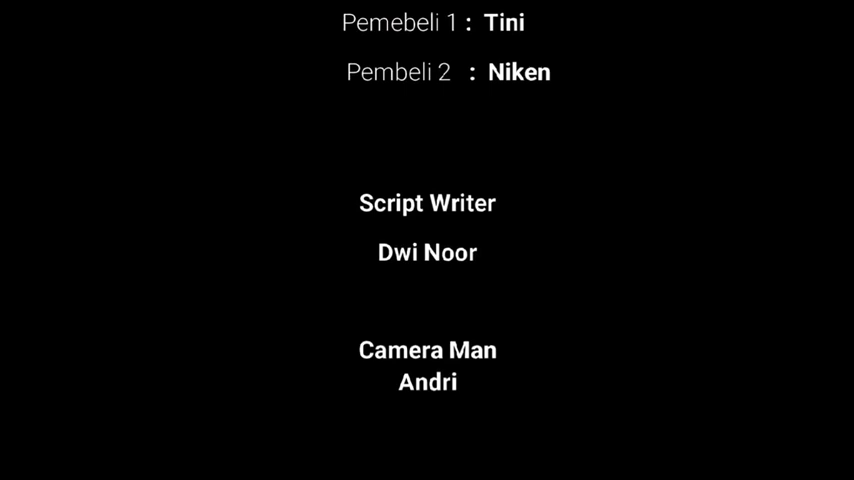 Pemebeli 1 : Tini
Pembeli 2 : Niken
Script Writer
Dwi Noor
Camera Man
Andri